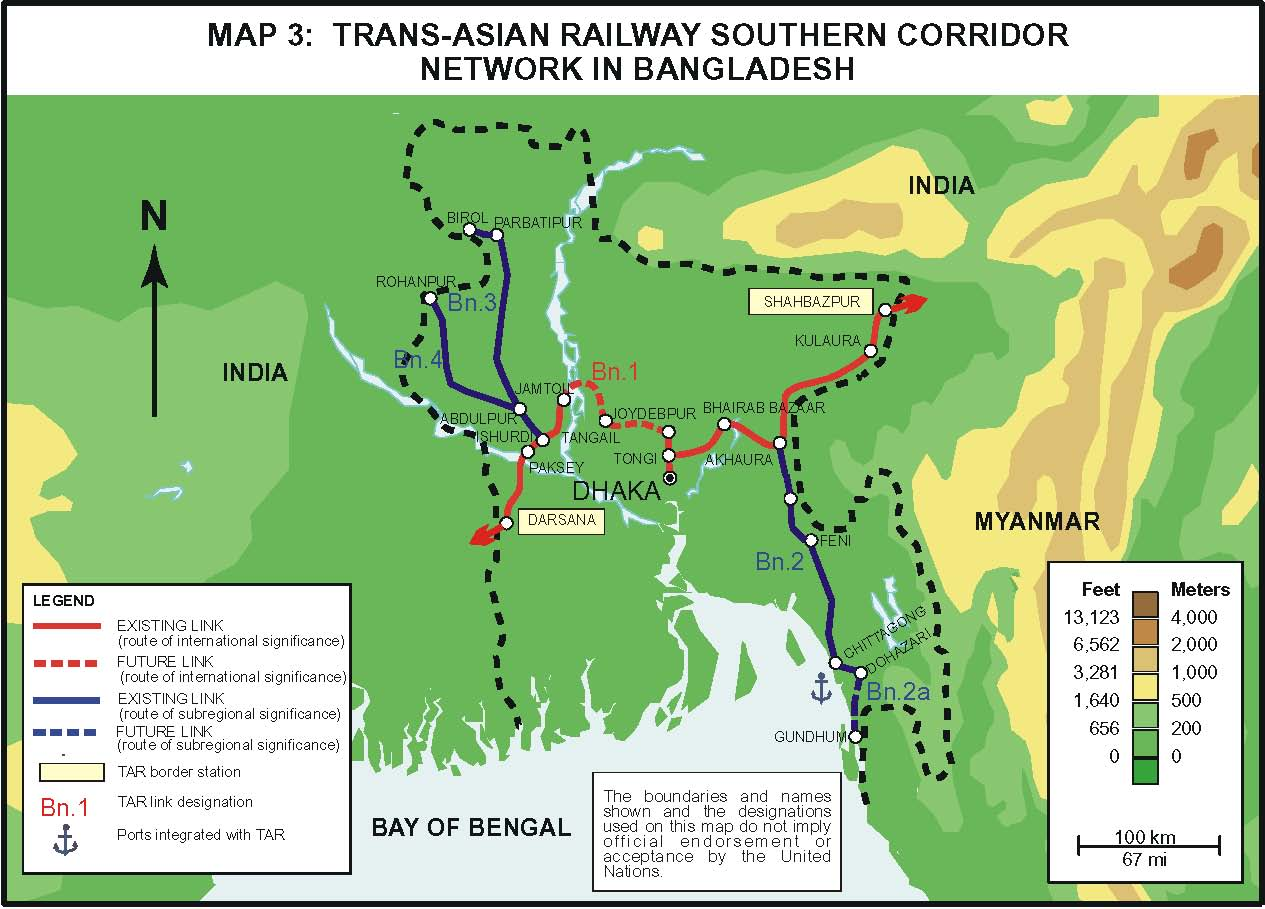 MAP 3: TRANS-ASIAN RAILWAY SOUTHERN CORRIDOR
NETWORK IN BANGLADESH
N
INDIA
BIROL
PARBATIPUR
ROHANPUR
Bn.3
SHAHBAZPUR
KULAURA
INDIA
Bn.4
Bn.1
JAMTOIL
ABDULPUR
JOYDEBPUR
BHAIRAB BAZAAR
ISHURDI
TANGAIL
PAKSEY
TONGI
AKHAURA
DHAKA
DARSANA
MYANMAR
FENI
Bn.2
CHITTAGONG
DOHAZARI
Bn.2a
GUNDHUM
BAY OF BENGAL
LEGEND
EXISTING LINK
(route of international significance)
FUTURE LINK
(route of international significance)
EXISTING LINK
(route of subregional significance)
FUTURE LINK
(route of subregional significance)
TAR border station
Bn.1 TAR link designation
Ports integrated with TAR
The boundaries and names
shown and the designations
used on this map do not imply
official endorsement or
acceptance by the United
Nations.
Feet Meters
13,123 4,000
6,562 2,000
3,281 1,000
1,640 500
656 200
0 0
100 km
67 mi